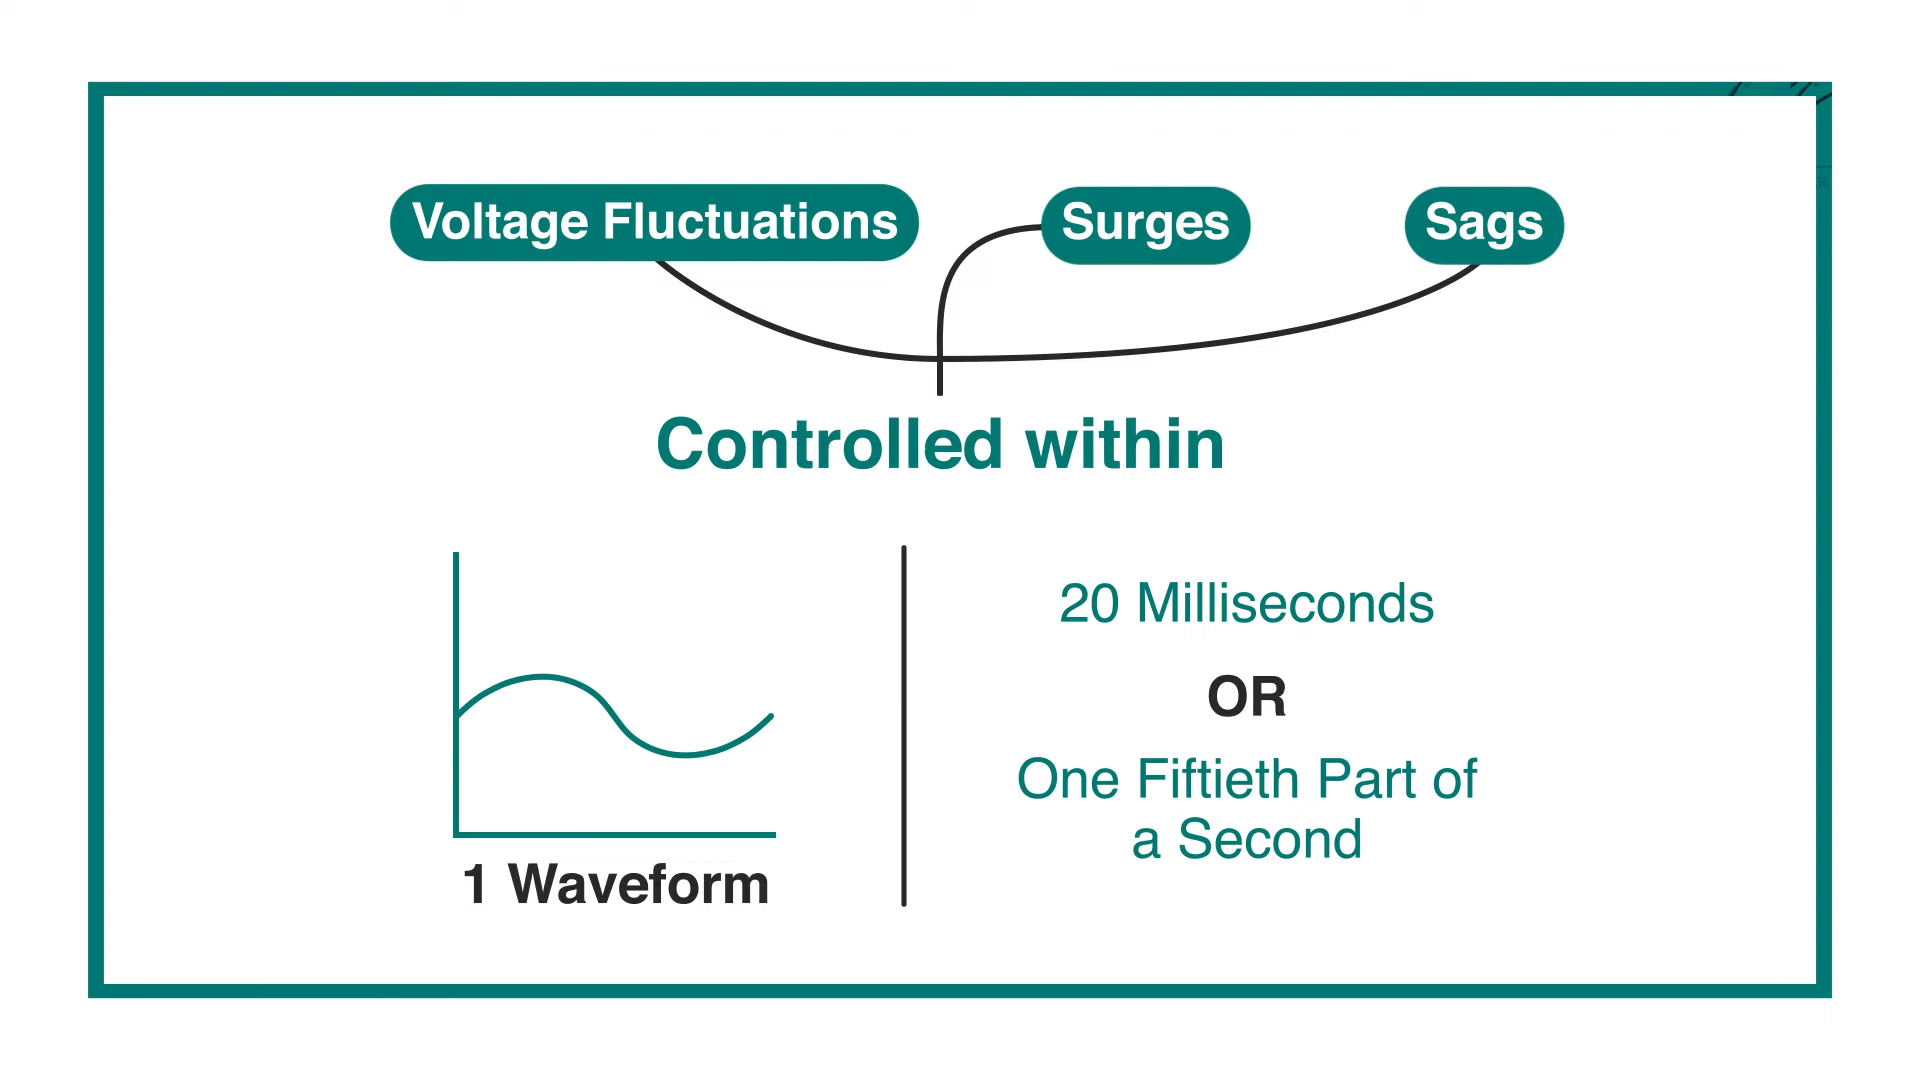 Voltage Fluctuations
Surges
Sags
Controlled within
20 Milliseconds
OR
One Fiftieth Part of
a Second
1 Waveform